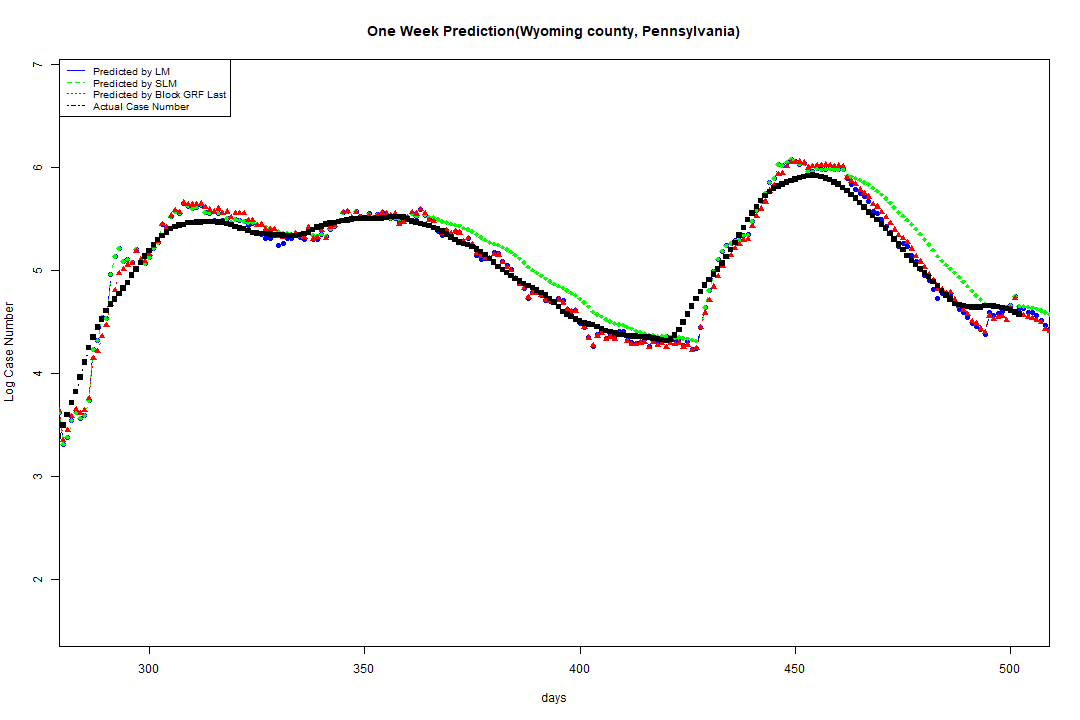 One Week Prediction(Wyoming county, Pennsylvania)
Predicted by LM
Predicted by SLM
Predicted by Block GRF Last
Actual Case Number
7
6
5
4
3
2
Log Case Number
300 350 400 450 500
days